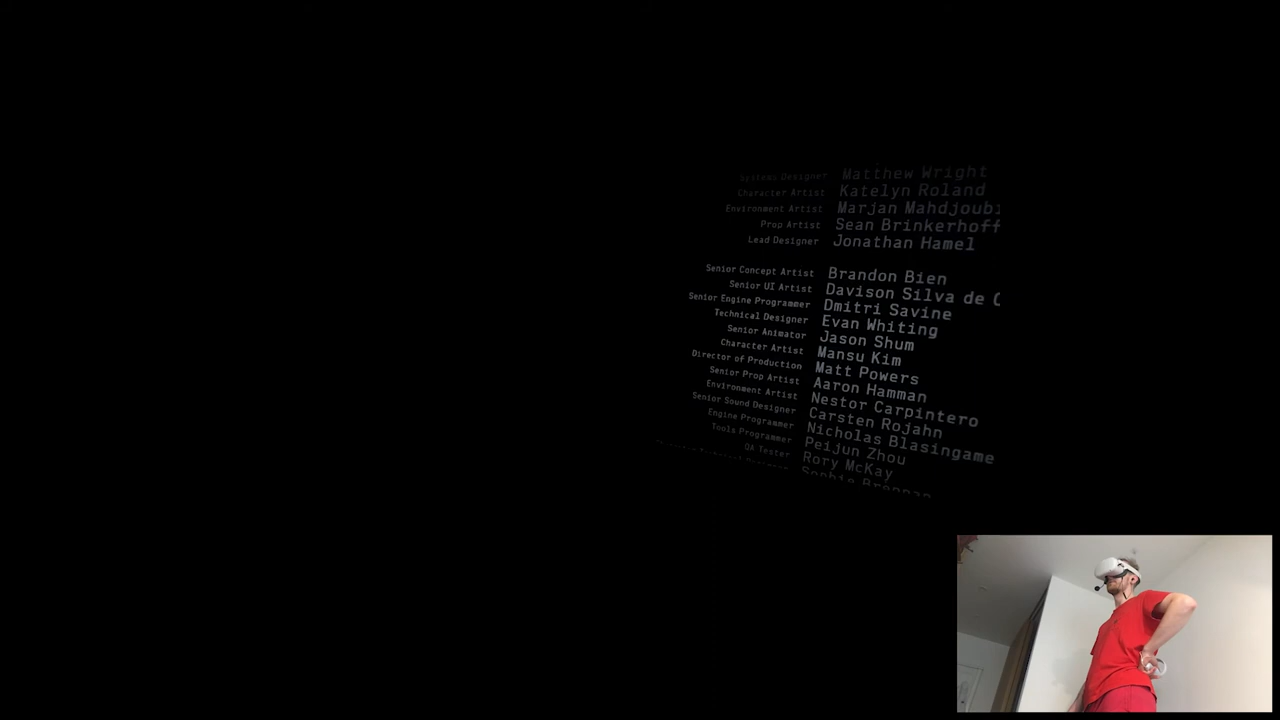 Systems Designer Matthew Wright
Character Artist Katelyn Roland
Environment Artist Marjan Mahdjoubi
Prop Artist Sean Brinkerhoff
Lead Designer Jonathan Hamel
Senior Concept Artist Brandon Bien
Senior UI Artist Davison Silva de C
Senior Engine Programmer Dmitri Savine
Technical Designer Evan Whiting
Senior Animator Jason Shum
Character Artist Mansu Kim
Director of Production Matt Powers
Senior Prop Artist Aaron Hamman
Environment Artist Nestor Carpintero
Senior Sound Designer Carsten Rojahn
Engine Programmer Nicholas Blasingame
Tools Programmer Peijun Zhou
QA Tester Rory McKay
Sophia Brennan